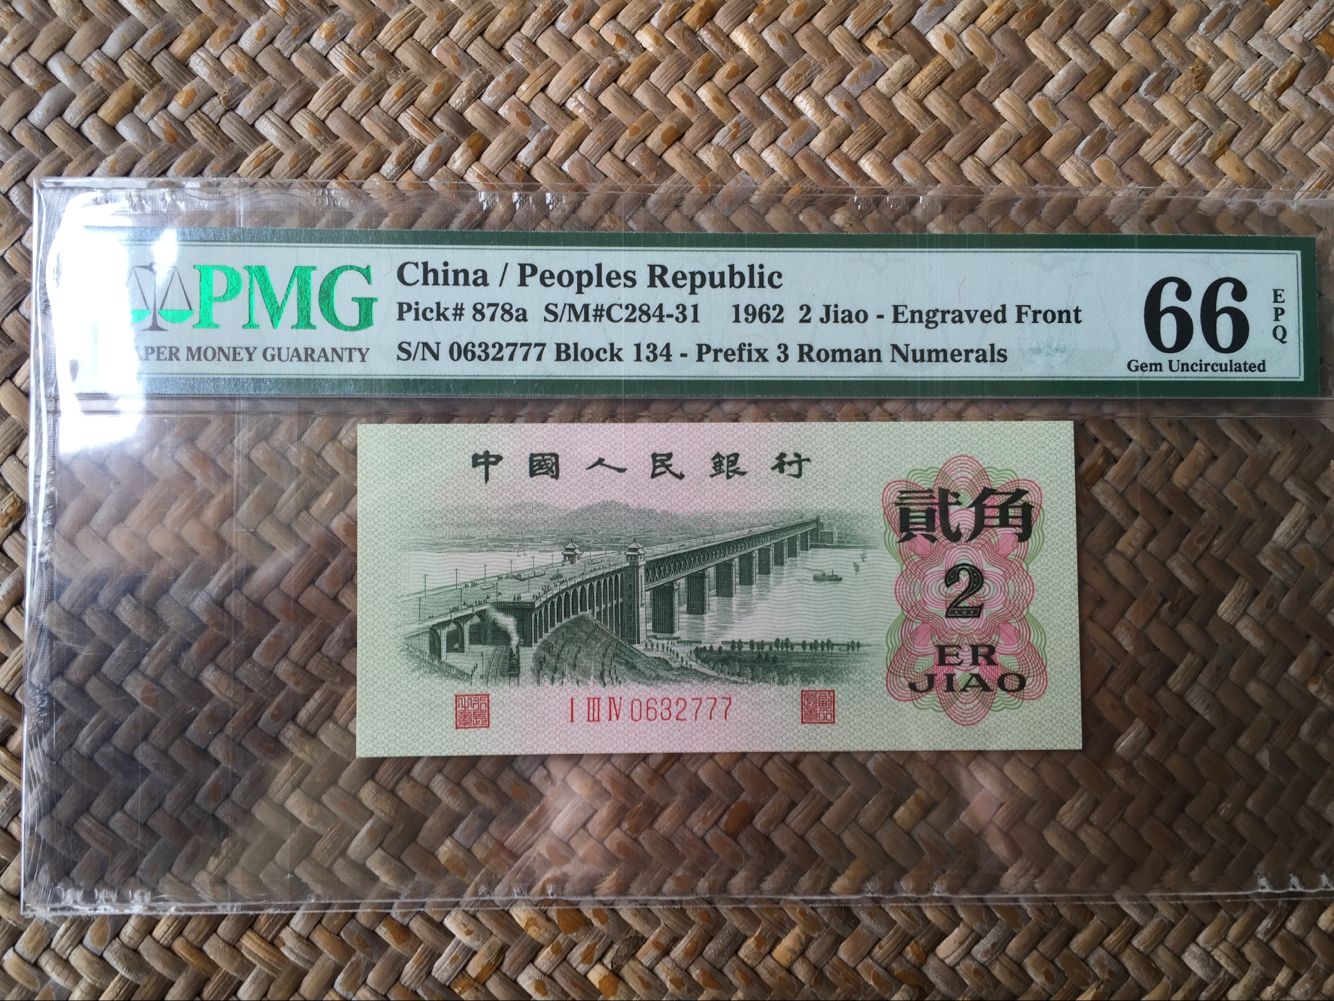 PMG
PAPER MONEY GUARANTY
China / Peoples Republic
Pick# 878a S/M#C284-31 1962 2 Jiao - Engraved Front
S/N 0632777 Block 134 - Prefix 3 Roman Numerals
66
EPQ
Gem Uncirculated
中國人民銀行
貳角
2
ER
JIAO
I III IV 0632777